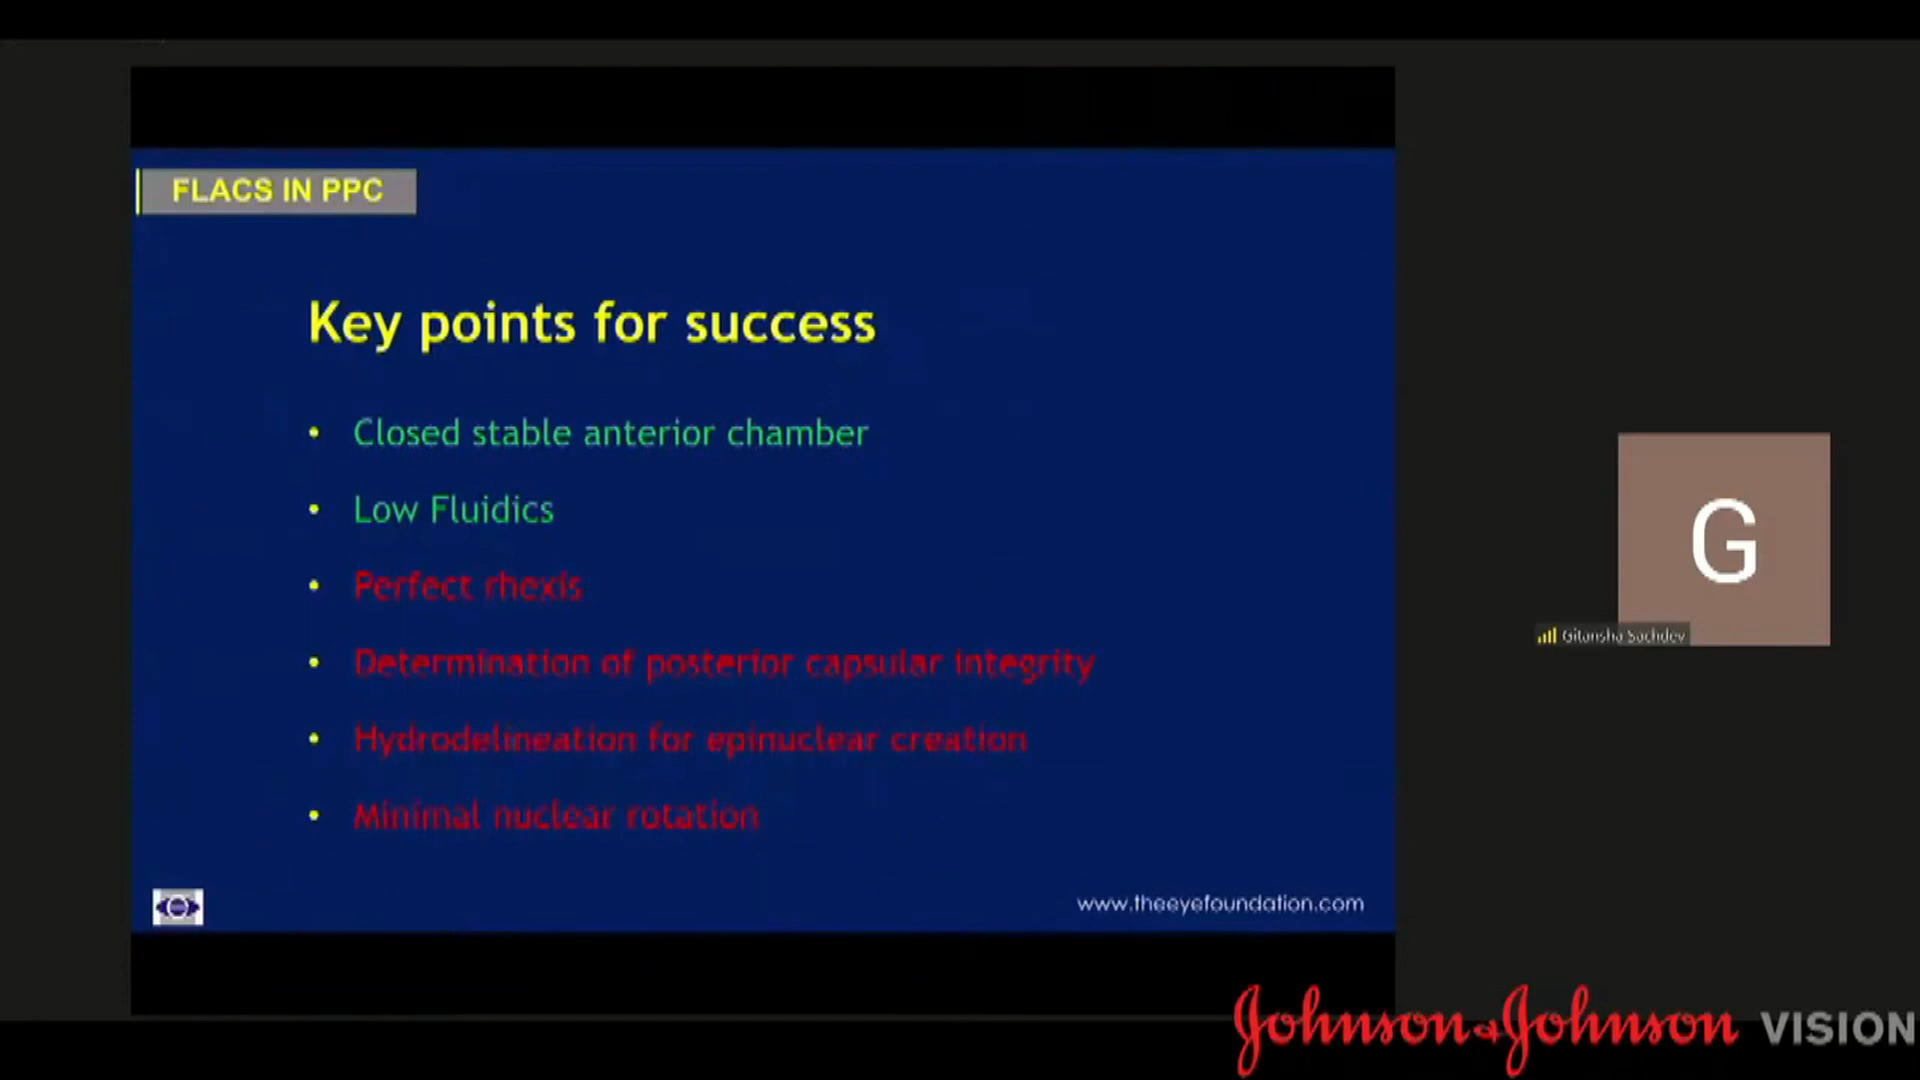 FLACS IN PPC
Key points for success
• Closed stable anterior chamber
• Low Fluidics
• Perfect rhexis
• Determination of posterior capsular integrity
• Hydrodelineation for epinuclear creation
• Minimal nuclear rotation
www.theeyefoundation.com
G
Gitansha Sachdev
Johnson & Johnson VISION